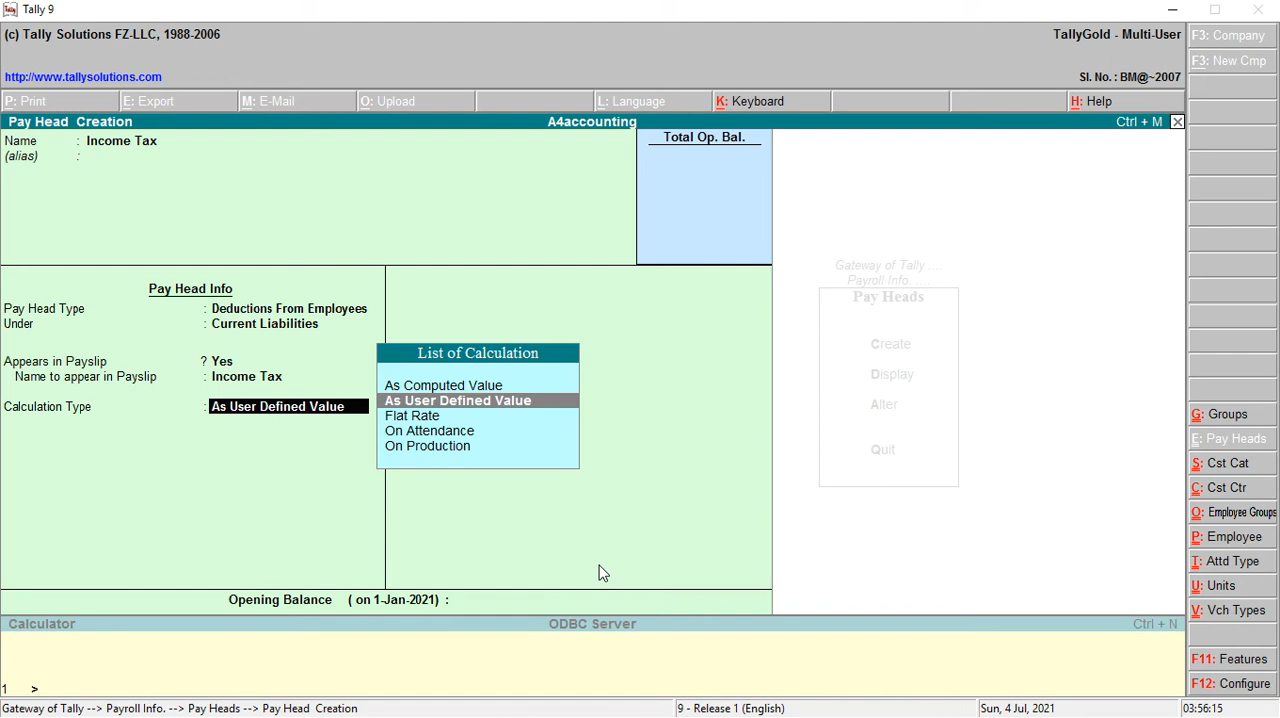 Tally 9
(c) Tally Solutions FZ-LLC, 1988-2006 TallyGold - Multi-User
http://www.tallysolutions.com Sl. No. : BM@~2007
P: Print E: Export M: E-Mail O: Upload L: Language K: Keyboard H: Help
Pay Head Creation A4accounting Ctrl + M
Name : Income Tax
(alias) :
Total Op. Bal.
Pay Head Info
Pay Head Type : Deductions From Employees
Under : Current Liabilities
Appears in Payslip ? Yes
Name to appear in Payslip : Income Tax
Calculation Type : As User Defined Value
List of Calculation
As Computed Value
As User Defined Value
Flat Rate
On Attendance
On Production
Opening Balance ( on 1-Jan-2021) :
Gateway of Tally ....
Payroll Info. ....
Pay Heads
Create
Display
Alter
Quit
F3: Company
F3: New Cmp
G: Groups
E: Pay Heads
S: Cst Cat
C: Cst Ctr
O: Employee Groups
P: Employee
T: Attd Type
U: Units
V: Vch Types
F11: Features
F12: Configure
Calculator ODBC Server Ctrl + N
1 >
Gateway of Tally --> Payroll Info. --> Pay Heads --> Pay Head Creation 9 - Release 1 (English) Sun, 4 Jul, 2021 03:56:15